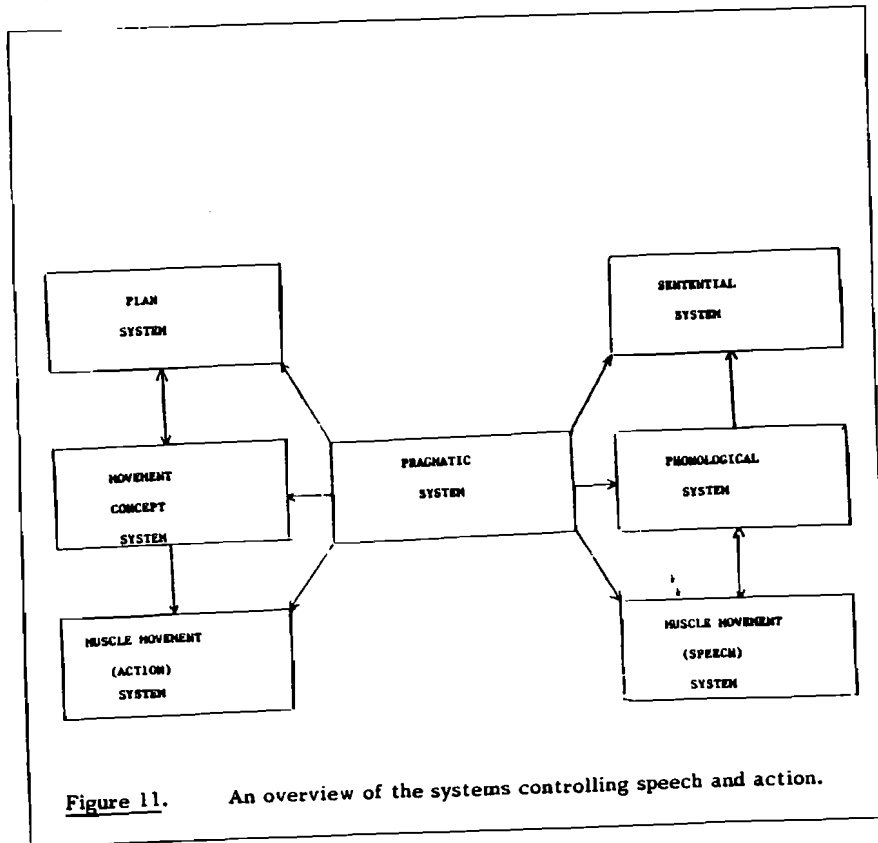 PLAN
SYSTEM
SENTENTIAL
SYSTEM
MOVEMENT
CONCEPT
SYSTEM
PRAGMATIC
SYSTEM
PHONOLOGICAL
SYSTEM
MUSCLE MOVEMENT
(ACTION)
SYSTEM
MUSCLE MOVEMENT
(SPEECH)
SYSTEM
Figure 11. An overview of the systems controlling speech and action.